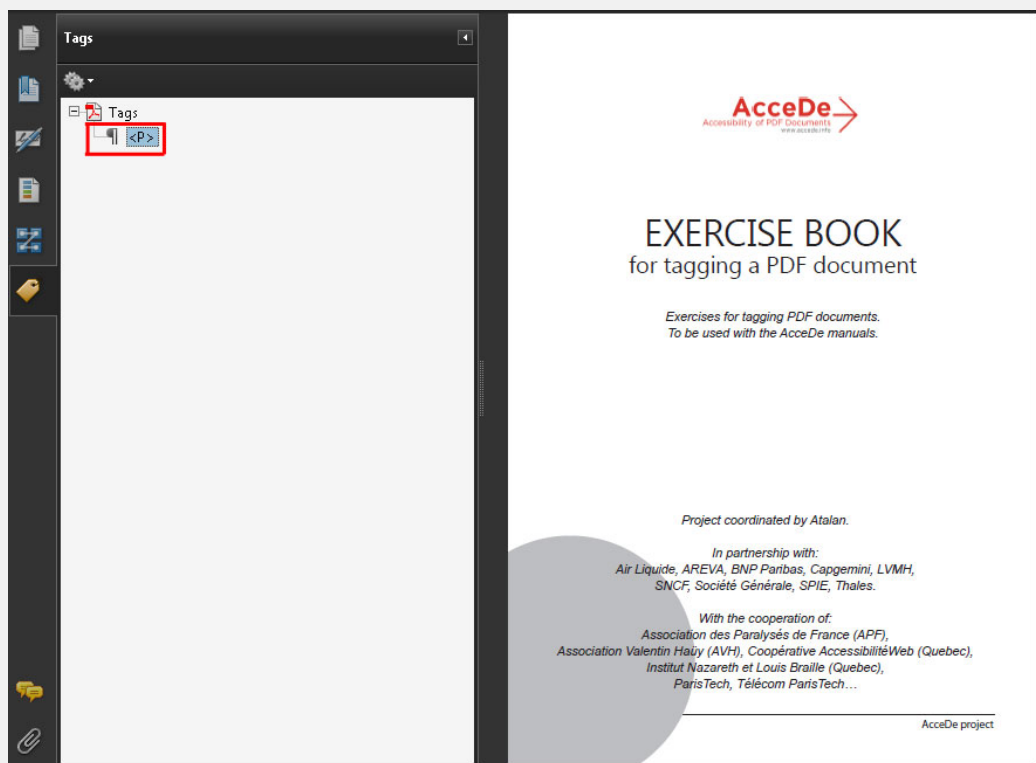 Tags
Tags
<P>
AcceDe
Accessibility of PDF Documents
www.accede.info
EXERCISE BOOK
for tagging a PDF document
Exercises for tagging PDF documents.
To be used with the AcceDe manuals.
Project coordinated by Atalan.
In partnership with:
Air Liquide, AREVA, BNP Paribas, Capgemini, LVMH,
SNCF, Société Générale, SPIE, Thales.
With the cooperation of:
Association des Paralysés de France (APF),
Association Valentin Haüy (AVH), Coopérative AccessibilitéWeb (Quebec),
Institut Nazareth et Louis Braille (Quebec),
ParisTech, Télécom ParisTech…
AcceDe project